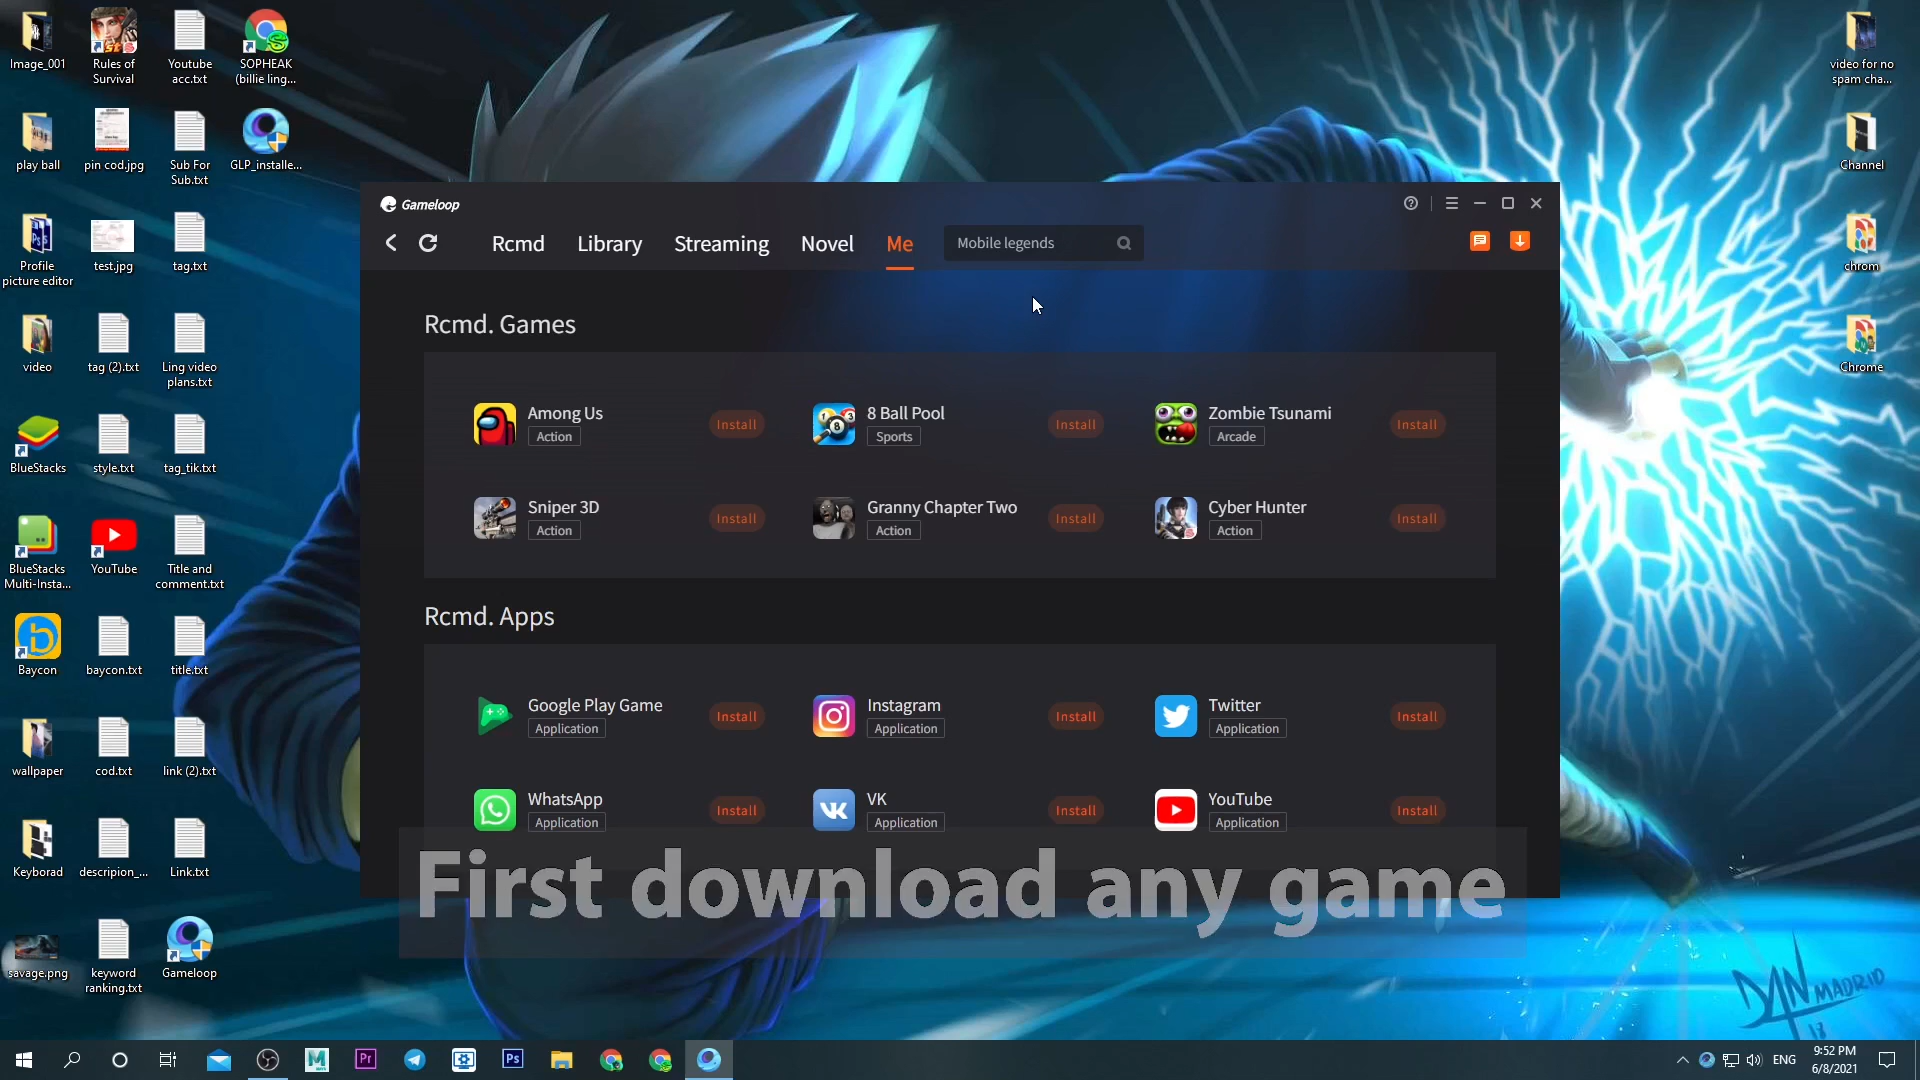 Image_001
Rules of
Survival
Youtube
acc.txt
SOPHEAK
(billie ling...
play ball
pin cod.jpg
Sub For
Sub.txt
GLP_installe...
Profile
picture editor
test.jpg
tag.txt
video
tag (2).txt
Ling video
plans.txt
BlueStacks
style.txt
tag_tik.txt
BlueStacks
Multi-Insta...
YouTube
Title and
comment.txt
Baycon
baycon.txt
title.txt
wallpaper
cod.txt
link (2).txt
Keyborad
descripion_...
Link.txt
savage.png
keyword
ranking.txt
Gameloop
video for no
spam cha...
Channel
chrom
Chrome
Gameloop
Rcmd Library Streaming Novel Me
Mobile legends
Rcmd. Games
Among Us
Action
Install
8 Ball Pool
Sports
Install
Zombie Tsunami
Arcade
Install
Sniper 3D
Action
Install
Granny Chapter Two
Action
Install
Cyber Hunter
Action
Install
Rcmd. Apps
Google Play Game
Application
Install
Instagram
Application
Install
Twitter
Application
Install
WhatsApp
Application
Install
VK
Application
Install
YouTube
Application
Install
First download any game
DAN
MADRID
18
M
Pr
Ps
ENG
9:52 PM
6/8/2021